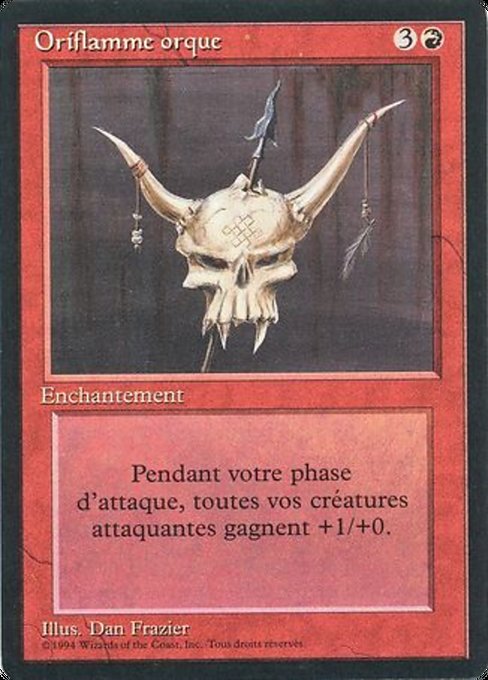 Oriflamme orque 3
Enchantement
Pendant votre phase
d'attaque, toutes vos créatures
attaquantes gagnent +1/+0.
Illus. Dan Frazier
©1994 Wizards of the Coast, Inc. Tous droits réservés